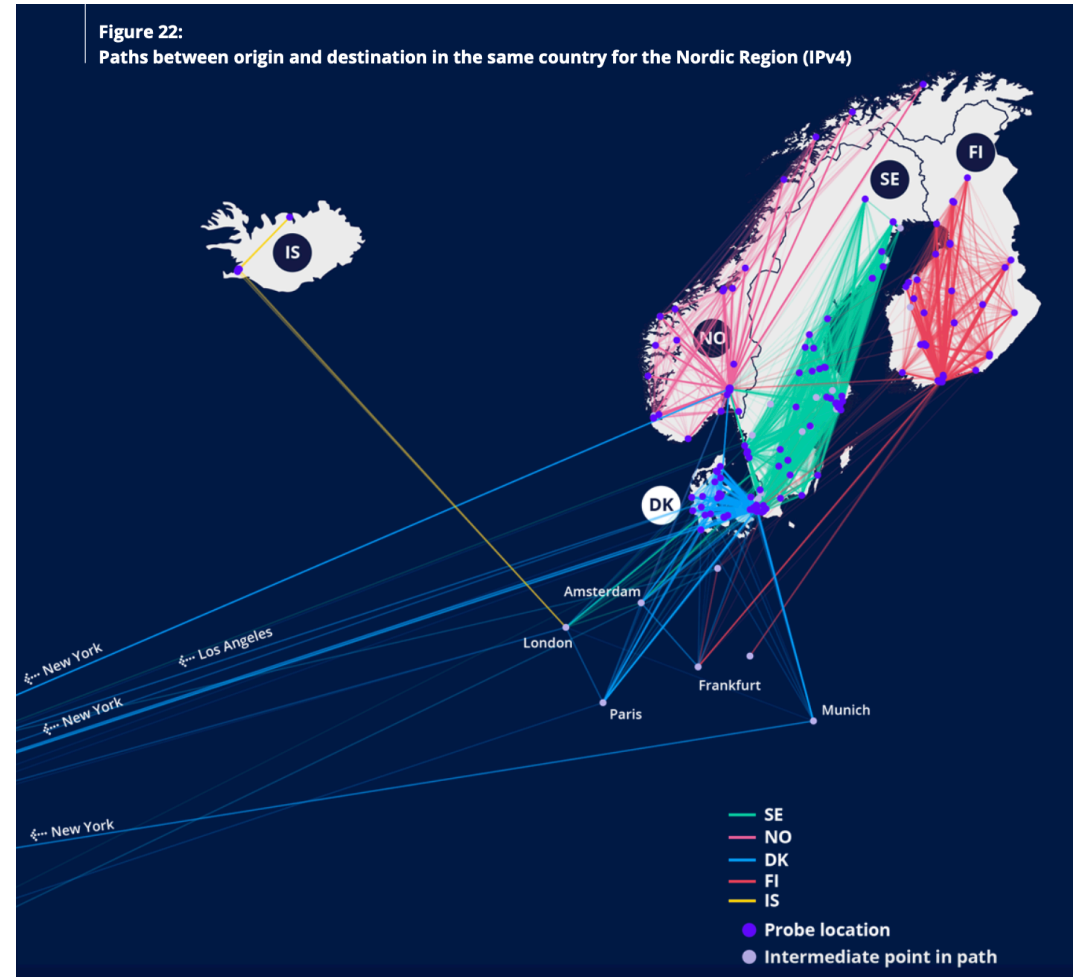 Figure 22:
Paths between origin and destination in the same country for the Nordic Region (IPv4)
FI
SE
IS
NO
DK
Amsterdam
London
Los Angeles
New York
Frankfurt
New York
Paris
Munich
New York
SE
NO
DK
FI
IS
Probe location
Intermediate point in path